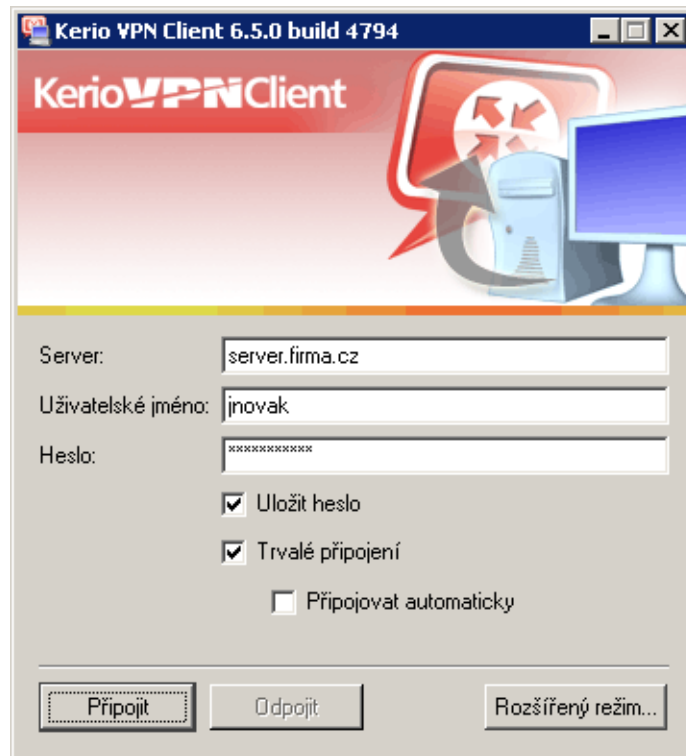 Kerio VPN Client 6.5.0 build 4794
KerioVPNClient
Server: server.firma.cz
Uživatelské jméno: jnovak
Heslo: ***********
Uložit heslo
Trvalé připojení
Připojovat automaticky
Připojit Odpojit Rozšířený režim...